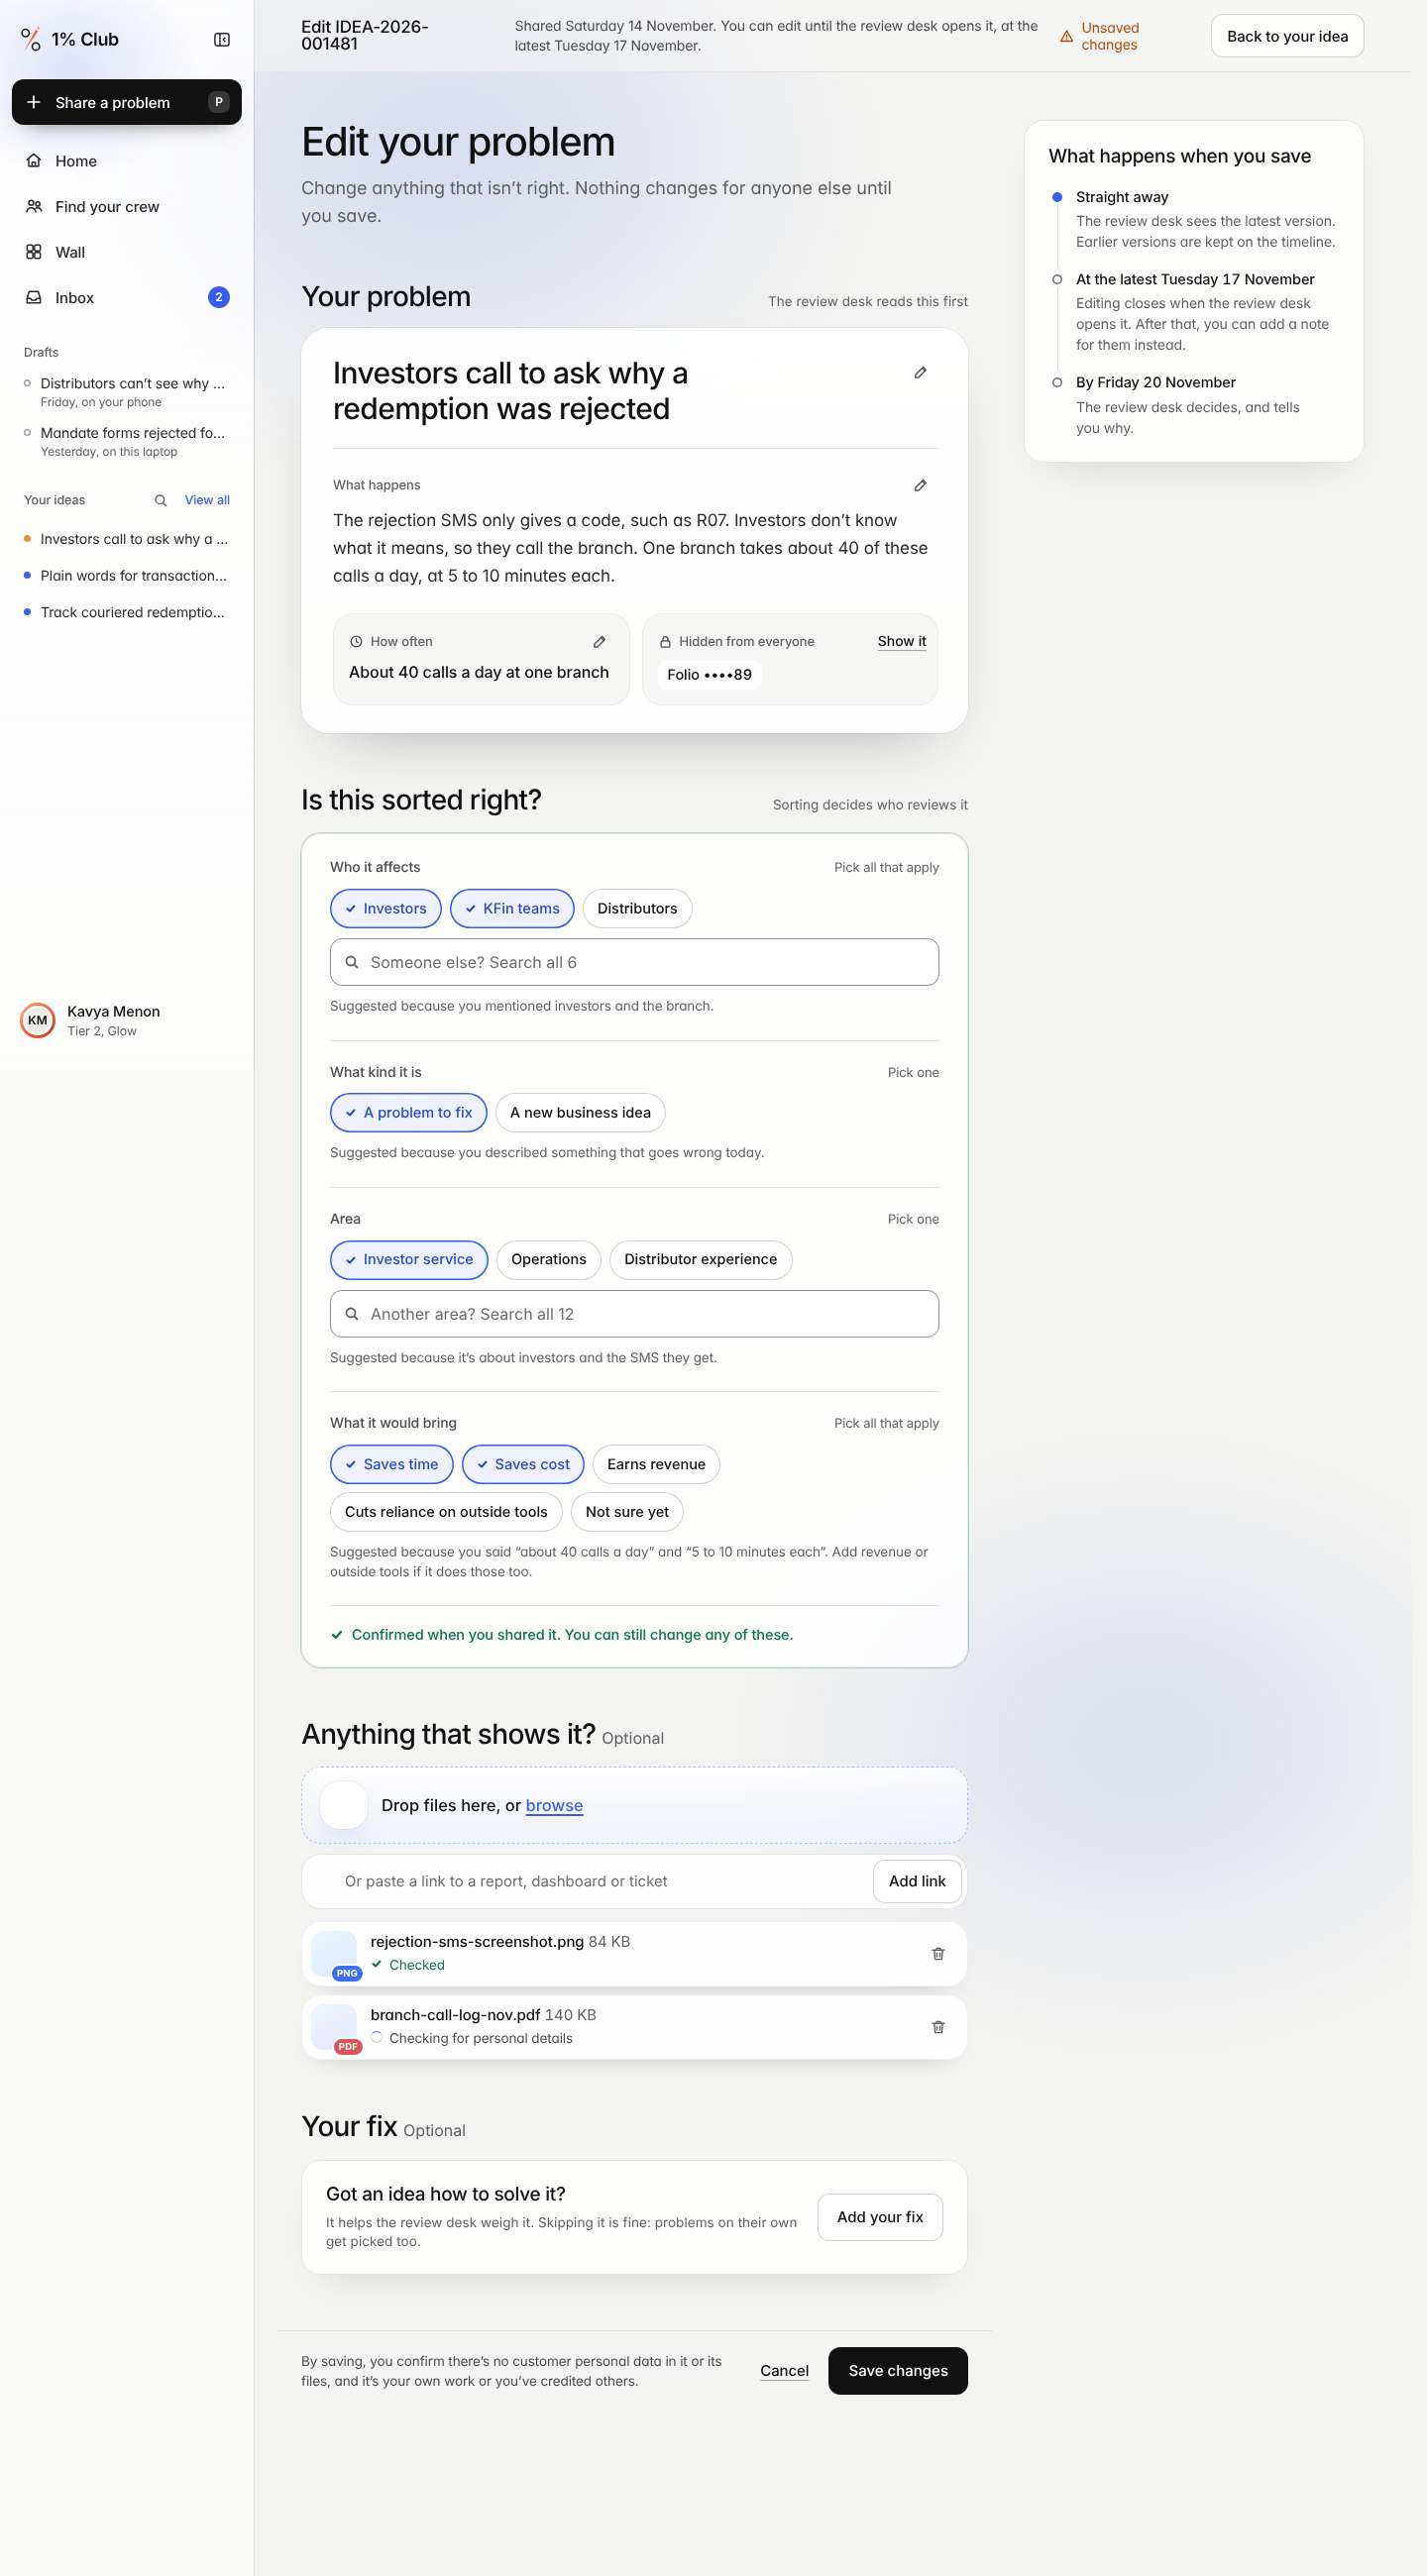 1% Club
Share a problem P
Home
Find your crew
Wall
Inbox 2
Drafts
Distributors can’t see why ...
Friday, on your phone
Mandate forms rejected fo...
Yesterday, on this laptop
Your ideas View all
Investors call to ask why a ...
Plain words for transaction...
Track couriered redemptio...
KM
Kavya Menon
Tier 2, Glow
Edit IDEA-2026-
001481
Shared Saturday 14 November. You can edit until the review desk opens it, at the
latest Tuesday 17 November.
Unsaved
changes
Back to your idea
Edit your problem
Change anything that isn’t right. Nothing changes for anyone else until
you save.
Your problem
The review desk reads this first
Investors call to ask why a
redemption was rejected
What happens
The rejection SMS only gives a code, such as R07. Investors don’t know
what it means, so they call the branch. One branch takes about 40 of these
calls a day, at 5 to 10 minutes each.
How often
About 40 calls a day at one branch
Hidden from everyone
Show it
Folio ••••89
Is this sorted right?
Sorting decides who reviews it
Who it affects
Pick all that apply
Investors
KFin teams
Distributors
Someone else? Search all 6
Suggested because you mentioned investors and the branch.
What kind it is
Pick one
A problem to fix
A new business idea
Suggested because you described something that goes wrong today.
Area
Pick one
Investor service
Operations
Distributor experience
Another area? Search all 12
Suggested because it’s about investors and the SMS they get.
What it would bring
Pick all that apply
Saves time
Saves cost
Earns revenue
Cuts reliance on outside tools
Not sure yet
Suggested because you said “about 40 calls a day” and “5 to 10 minutes each”. Add revenue or
outside tools if it does those too.
Confirmed when you shared it. You can still change any of these.
Anything that shows it? Optional
Drop files here, or browse
Or paste a link to a report, dashboard or ticket
Add link
PNG
rejection-sms-screenshot.png 84 KB
Checked
PDF
branch-call-log-nov.pdf 140 KB
Checking for personal details
Your fix Optional
Got an idea how to solve it?
It helps the review desk weigh it. Skipping it is fine: problems on their own
get picked too.
Add your fix
By saving, you confirm there’s no customer personal data in it or its
files, and it’s your own work or you’ve credited others.
Cancel
Save changes
What happens when you save
Straight away
The review desk sees the latest version.
Earlier versions are kept on the timeline.
At the latest Tuesday 17 November
Editing closes when the review desk
opens it. After that, you can add a note
for them instead.
By Friday 20 November
The review desk decides, and tells
you why.